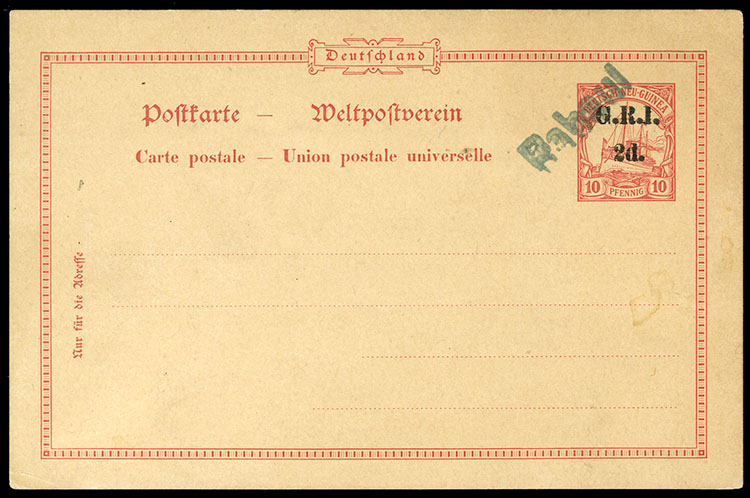 Deutschland
Postkarte — Weltpostverein
Carte postale — Union postale universelle
Nur für die Adresse
DEUTSCH-NEU-GUINEA
G.R.I.
2d.
10 PFENNIG 10
Rabaul